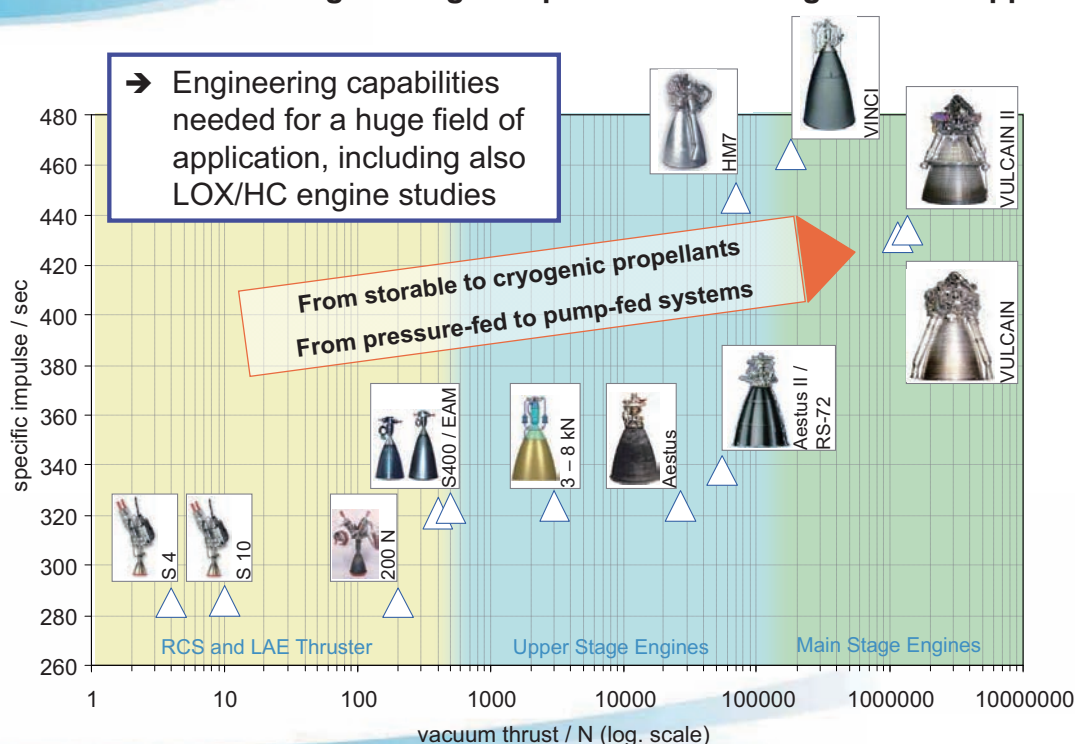 ➔ Engineering capabilities
needed for a huge field of
application, including also
LOX/HC engine studies
HM7
VINCI
VULCAIN II
VULCAIN
From storable to cryogenic propellants
From pressure-fed to pump-fed systems
S400 / EAM
3 – 8 kN
Aestus
Aestus II /
RS-72
S 4
S 10
200 N
RCS and LAE Thruster
Upper Stage Engines
Main Stage Engines
specific impulse / sec
480
460
440
420
400
380
360
340
320
300
280
260
1 10 100 1000 10000 100000 1000000 10000000
vacuum thrust / N (log. scale)